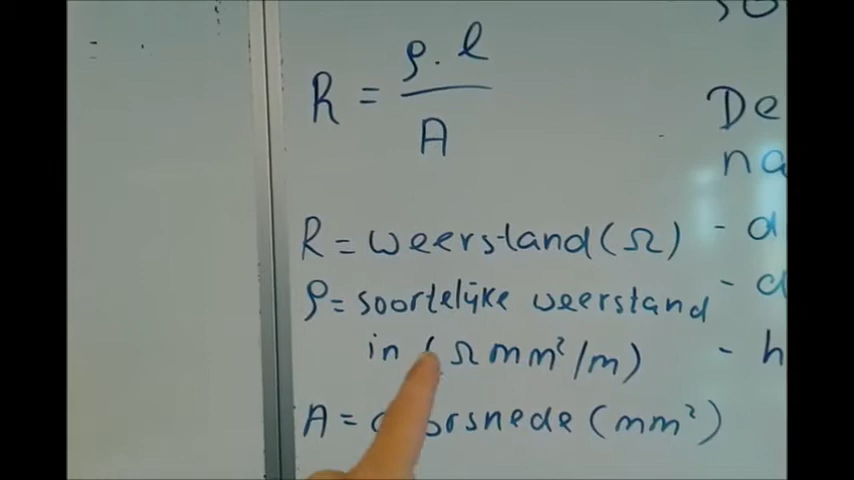 R = ρ . l
A
R = weerstand (Ω)
ρ = soortelijke weerstand
in (Ω mm²/m)
A = doorsnede (mm²)
De
na
- d
- d
- h